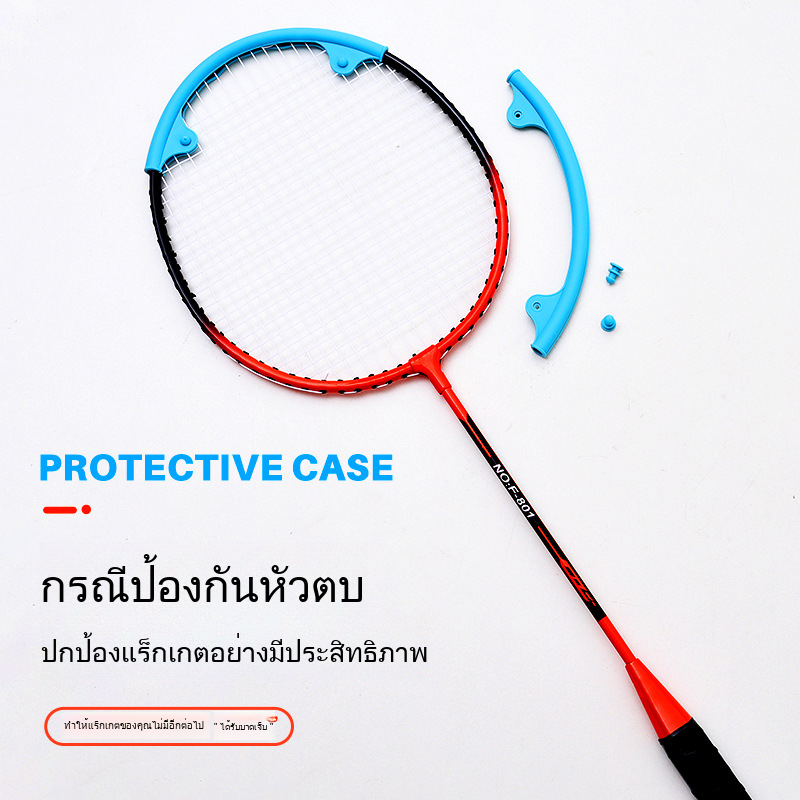 NO:F-801
PROTECTIVE CASE
กรณีป้องกันหัวตบ
ปกป้องแร็กเกตอย่างมีประสิทธิภาพ
ทำให้แร็กเกตของคุณไม่มีอีกต่อไป "ได้รับบาดเจ็บ"